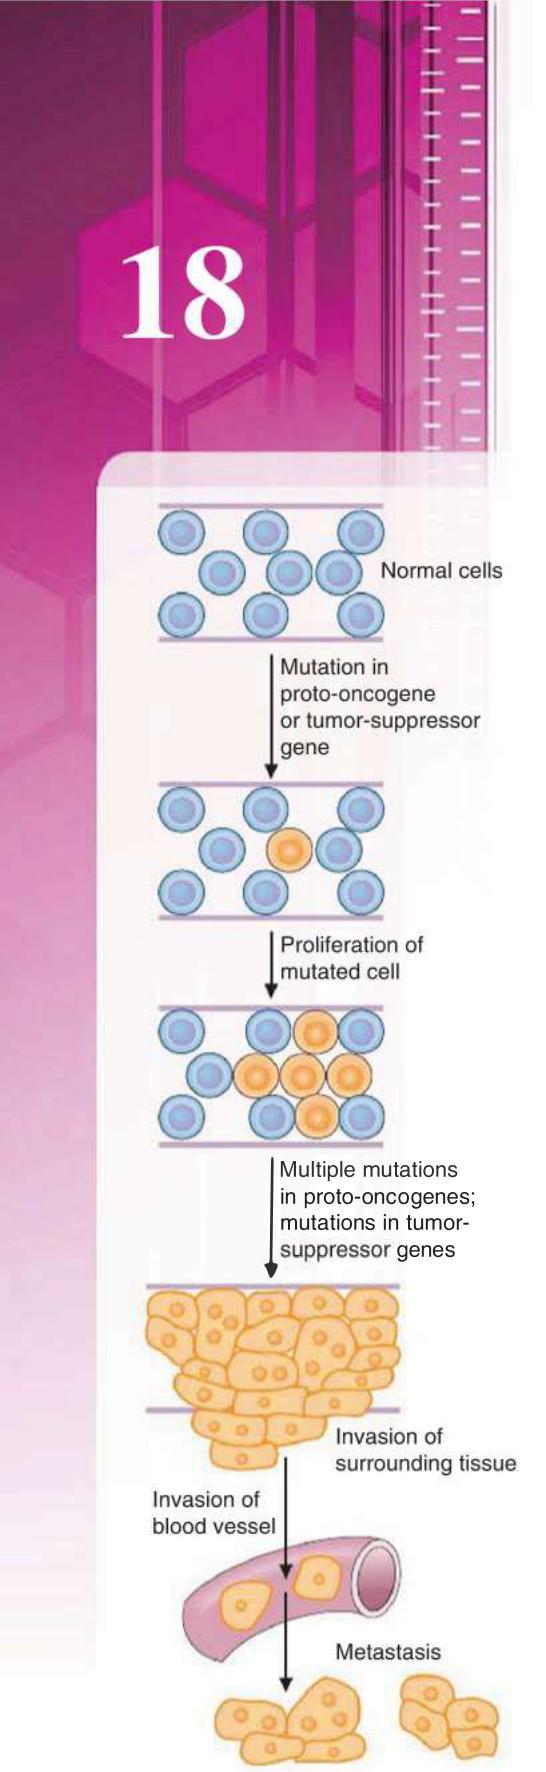 18
Normal cells
Mutation in
proto-oncogene
or tumor-suppressor
gene
Proliferation of
mutated cell
Multiple mutations
in proto-oncogenes;
mutations in tumor-
suppressor genes
Invasion of
surrounding tissue
Invasion of
blood vessel
Metastasis